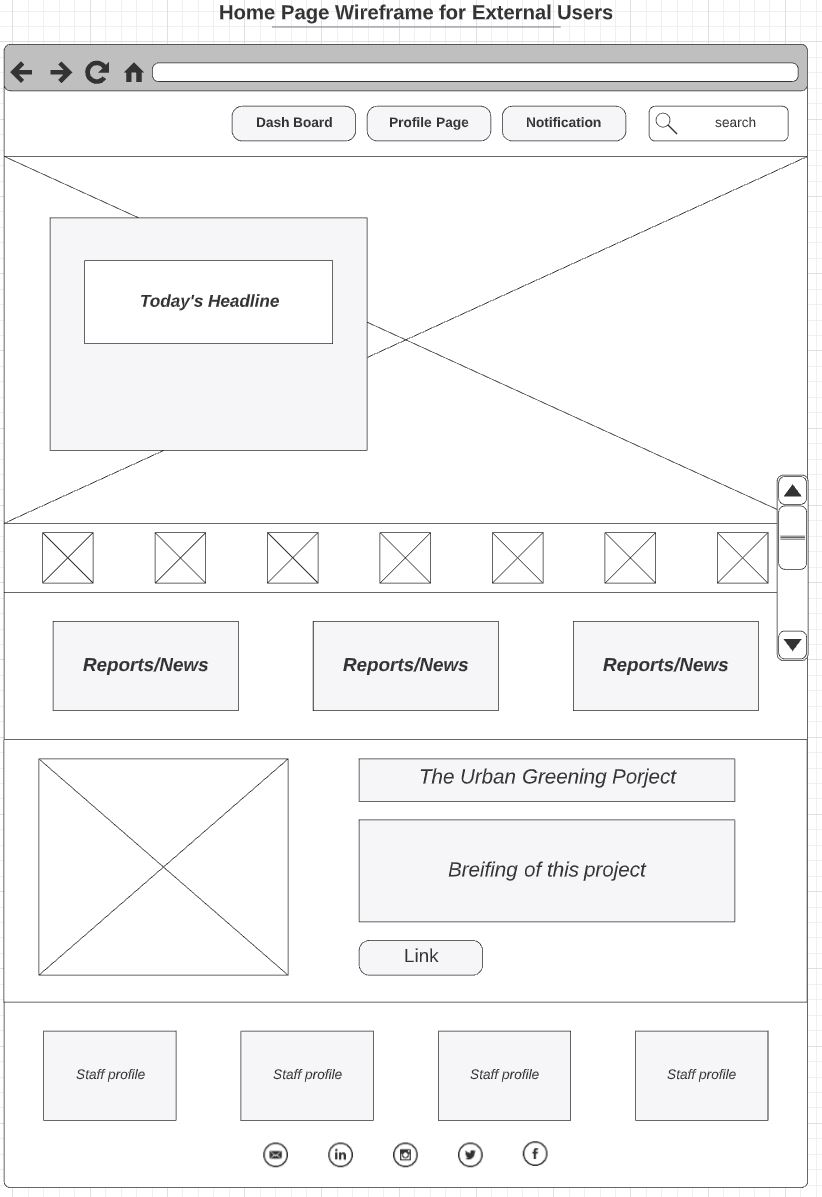 Home Page Wireframe for External Users
Dash Board
Profile Page
Notification
search
Today's Headline
Reports/News
Reports/News
Reports/News
The Urban Greening Porject
Breifing of this project
Link
Staff profile
Staff profile
Staff profile
Staff profile